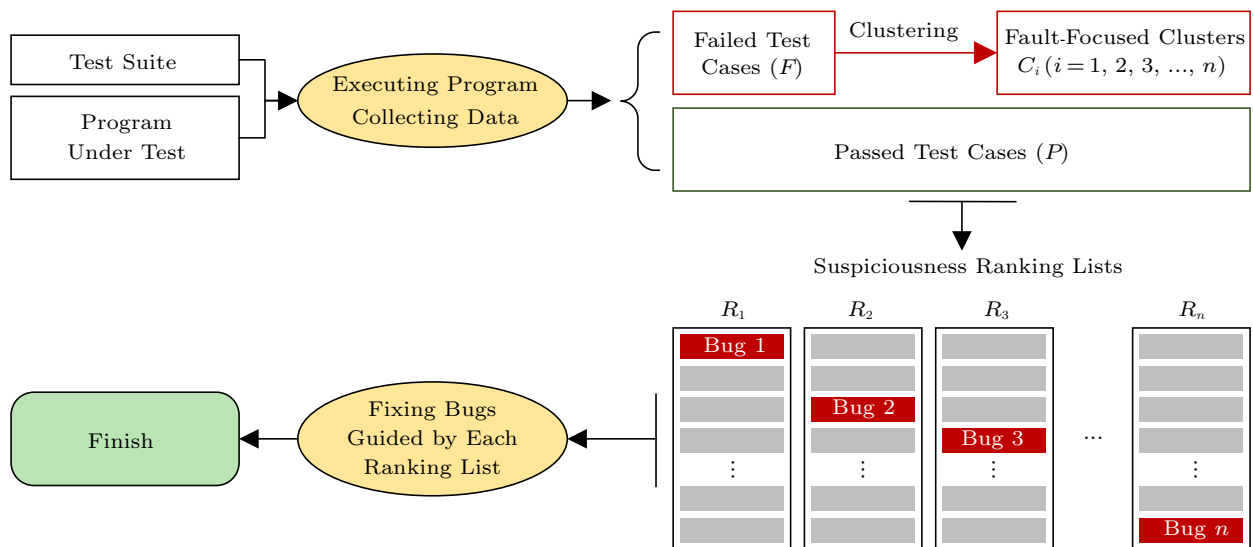 Test Suite
Program
Under Test
Executing Program
Collecting Data
Failed Test
Cases (F)
Clustering
Fault-Focused Clusters
C_i (i = 1, 2, 3, ..., n)
Passed Test Cases (P)
Suspiciousness Ranking Lists
R_1
R_2
R_3
R_n
Bug 1
Bug 2
Bug 3
...
Bug n
⋮
⋮
⋮
⋮
Fixing Bugs
Guided by Each
Ranking List
Finish